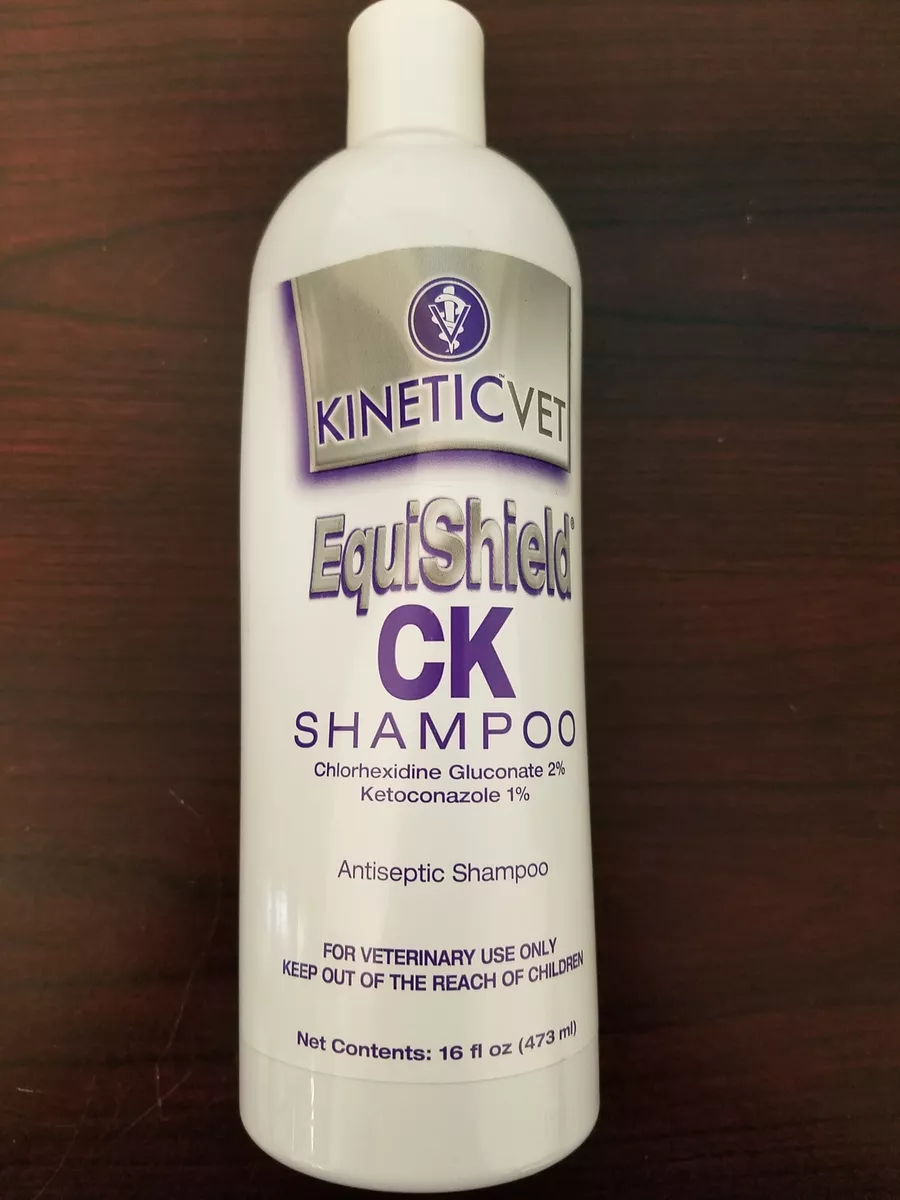 KINETIC™VET
EquiShield®
CK
SHAMPOO
Chlorhexidine Gluconate 2%
Ketoconazole 1%
Antiseptic Shampoo
FOR VETERINARY USE ONLY
KEEP OUT OF THE REACH OF CHILDREN
Net Contents: 16 fl oz (473 ml)